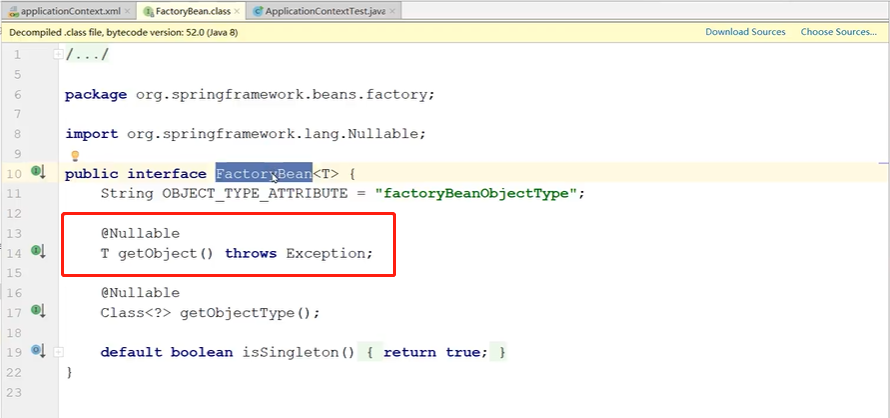 applicationContext.xml × FactoryBean.class × ApplicationContextTest.java ×
Decompiled .class file, bytecode version: 52.0 (Java 8) Download Sources Choose Sources...
1 /.../
5
6 package org.springframework.beans.factory;
7
8 import org.springframework.lang.Nullable;
9
10 public interface FactoryBean<T> {
11 String OBJECT_TYPE_ATTRIBUTE = "factoryBeanObjectType";
12
13 @Nullable
14 T getObject() throws Exception;
15
16 @Nullable
17 Class<?> getObjectType();
18
19 default boolean isSingleton() { return true; }
22 }
23